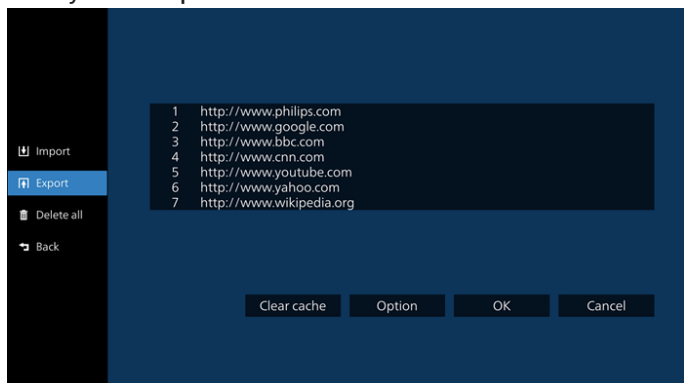 Import
Export
Delete all
Back
1 http://www.philips.com
2 http://www.google.com
3 http://www.bbc.com
4 http://www.cnn.com
5 http://www.youtube.com
6 http://www.yahoo.com
7 http://www.wikipedia.org
Clear cache Option OK Cancel